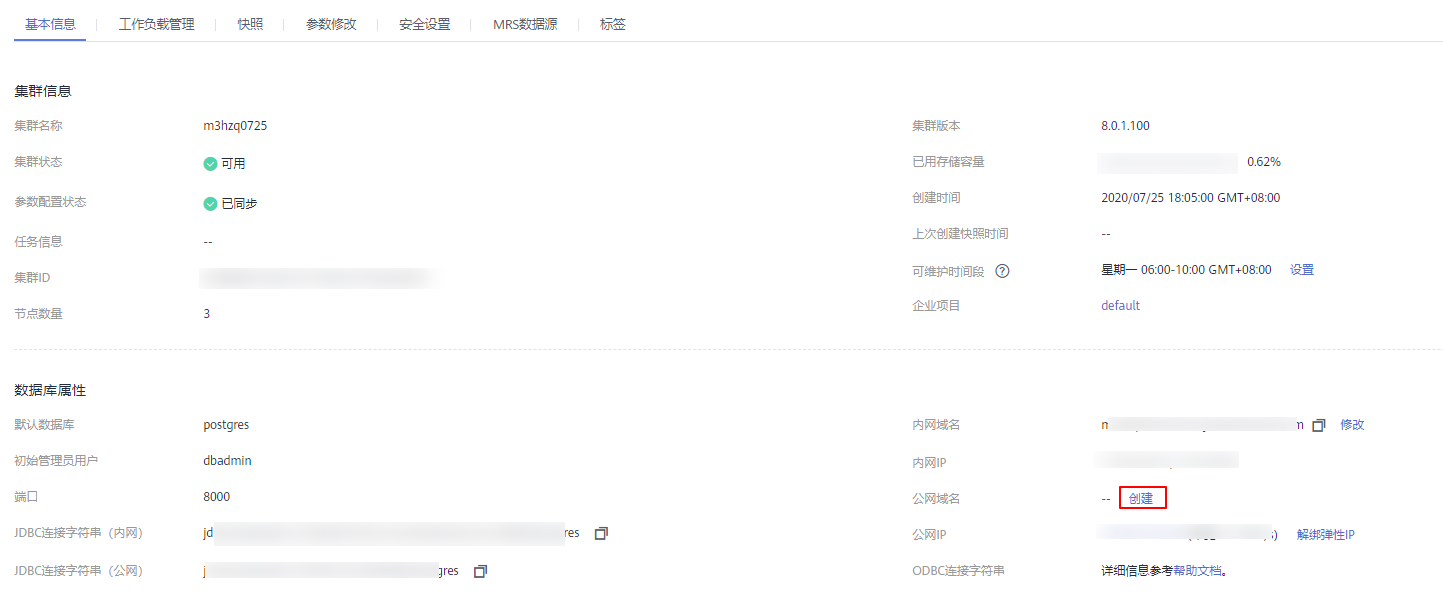 基本信息 工作负载管理 快照 参数修改 安全设置 MRS数据源 标签
集群信息
集群名称 m3hzq0725
集群状态 可用
参数配置状态 已同步
任务信息 --
集群ID
节点数量 3
集群版本 8.0.1.100
已用存储容量 0.62%
创建时间 2020/07/25 18:05:00 GMT+08:00
上次创建快照时间 --
可维护时间段 ? 星期一 06:00-10:00 GMT+08:00 设置
企业项目 default
数据库属性
默认数据库 postgres
初始管理员用户 dbadmin
端口 8000
JDBC连接字符串（内网） jd res
JDBC连接字符串（公网） j gres
内网域名 m m 修改
内网IP
公网域名 -- 创建
公网IP s) 解绑弹性IP
ODBC连接字符串 详细信息参考帮助文档。